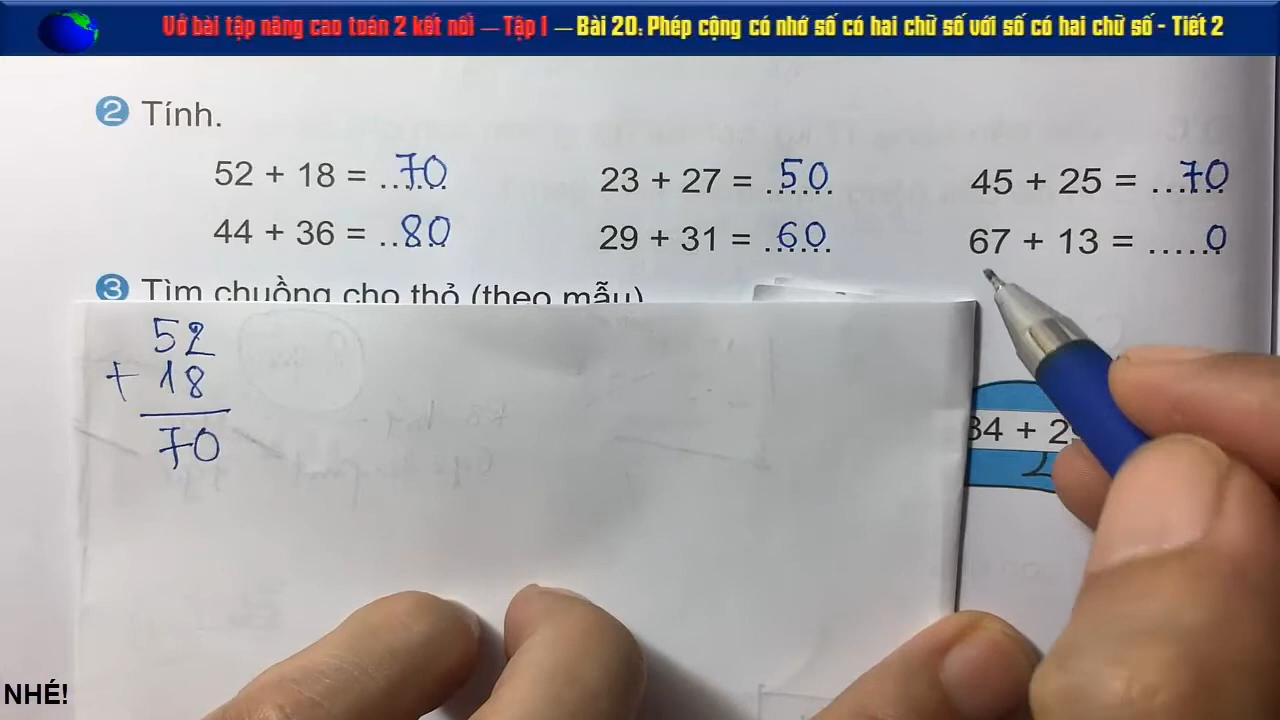 Vở bài tập nâng cao toán 2 kết nối – Tập 1 – Bài 20: Phép cộng có nhớ số có hai chữ số với số có hai chữ số - Tiết 2
2 Tính.
52 + 18 = 70 23 + 27 = 50 45 + 25 = 70
44 + 36 = 80 29 + 31 = 60 67 + 13 = .....0
3 Tìm chuồng cho thỏ (theo mẫu)
52
+ 18
70
34 + 2
NHÉ!